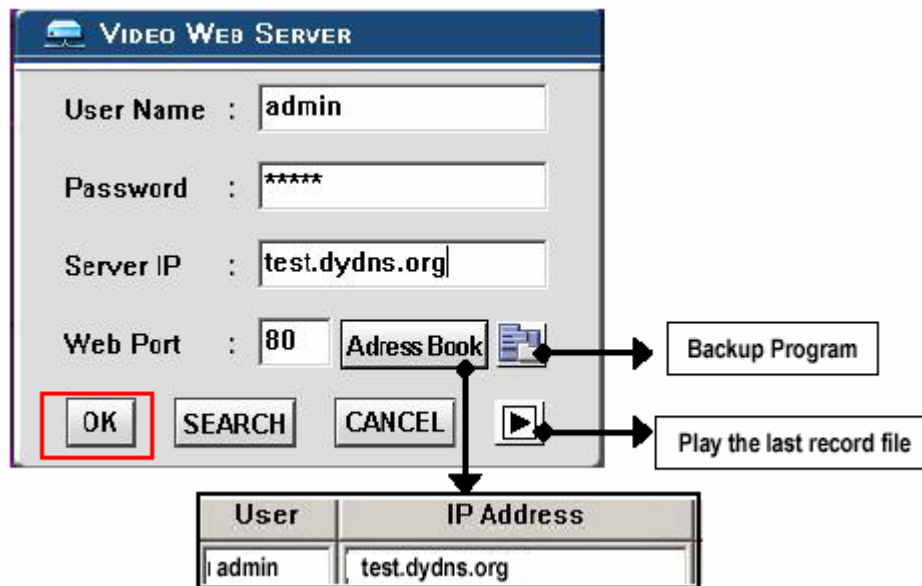 VIDEO WEB SERVER
User Name : admin
Password : *****
Server IP : test.dydns.org
Web Port : 80 Adress Book
Backup Program
OK SEARCH CANCEL
Play the last record file
User IP Address
admin test.dydns.org